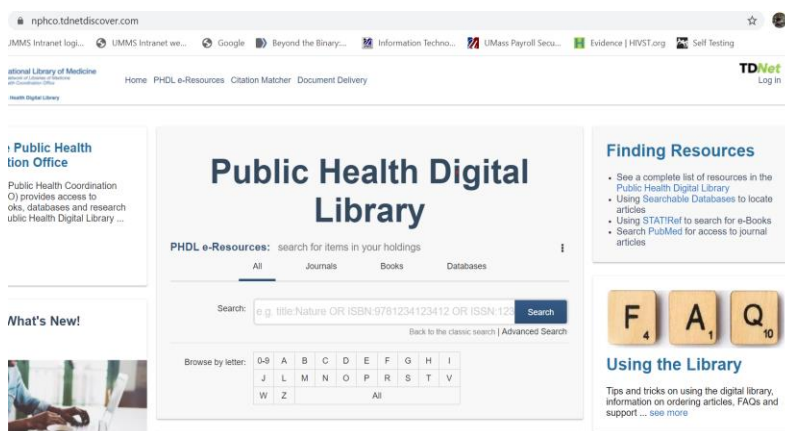 nphco.tdnetdiscover.com
UMMS Intranet logi...
UMMS Intranet we...
Google
Beyond the Binary:...
Information Techno...
UMass Payroll Secu...
Evidence | HIVST.org
Self Testing
ational Library of Medicine
Health Digital Library
Home PHDL e-Resources Citation Matcher Document Delivery
TDNet
Log in
Public Health
tion Office
Public Health Coordination
O) provides access to
oks, databases and research
ublic Health Digital Library ...
What's New!
Public Health Digital
Library
PHDL e-Resources: search for items in your holdings
All Journals Books Databases
Search: e.g. title:Nature OR ISBN:9781234123412 OR ISSN:123 Search
Back to the classic search | Advanced Search
Browse by letter: 0-9 A B C D E F G H I
J L M N O P R S T V
W Z All
Finding Resources
See a complete list of resources in the
Public Health Digital Library
Using Searchable Databases to locate
articles
Using STAT!Ref to search for e-Books
Search PubMed for access to journal
articles
F4 A1 Q10
Using the Library
Tips and tricks on using the digital library,
information on ordering articles, FAQs and
support ... see more